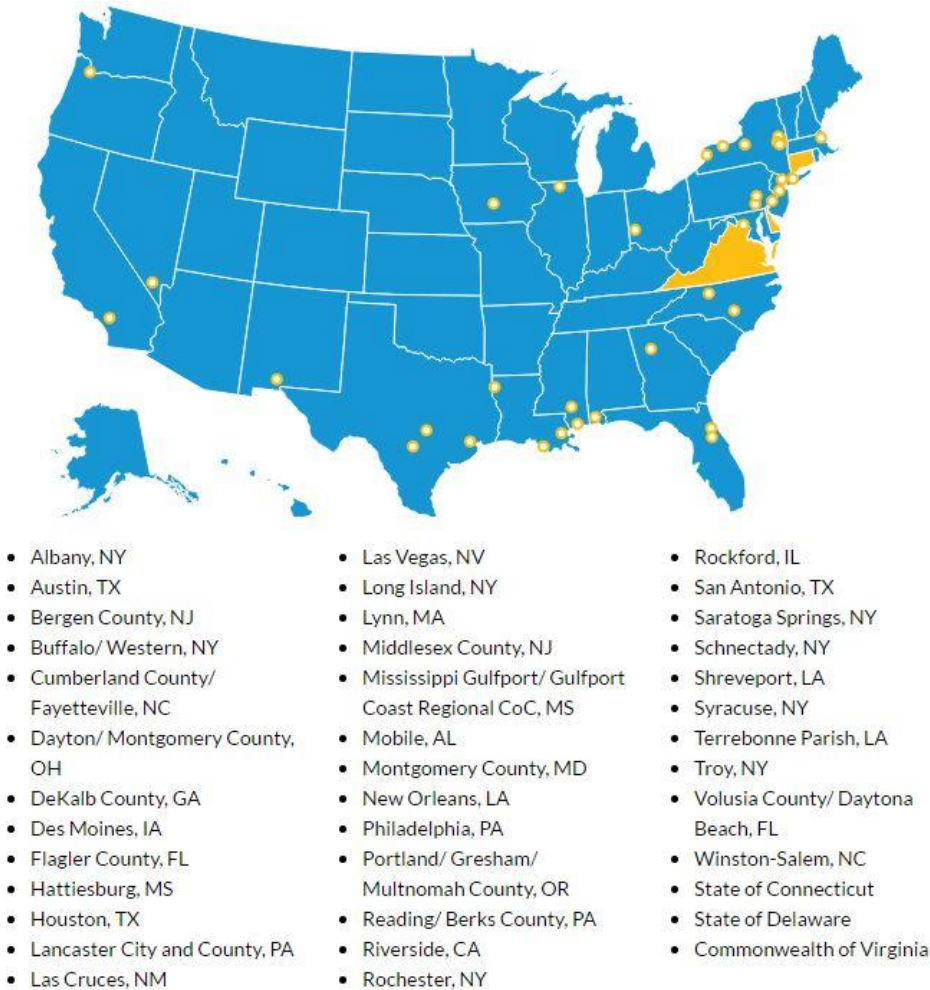 Albany, NY
Austin, TX
Bergen County, NJ
Buffalo/ Western, NY
Cumberland County/
Fayetteville, NC
Dayton/ Montgomery County,
OH
DeKalb County, GA
Des Moines, IA
Flagler County, FL
Hattiesburg, MS
Houston, TX
Lancaster City and County, PA
Las Cruces, NM
Las Vegas, NV
Long Island, NY
Lynn, MA
Middlesex County, NJ
Mississippi Gulfport/ Gulfport
Coast Regional CoC, MS
Mobile, AL
Montgomery County, MD
New Orleans, LA
Philadelphia, PA
Portland/ Gresham/
Multnomah County, OR
Reading/ Berks County, PA
Riverside, CA
Rochester, NY
Rockford, IL
San Antonio, TX
Saratoga Springs, NY
Schnectady, NY
Shreveport, LA
Syracuse, NY
Terrebonne Parish, LA
Troy, NY
Volusia County/ Daytona
Beach, FL
Winston-Salem, NC
State of Connecticut
State of Delaware
Commonwealth of Virginia